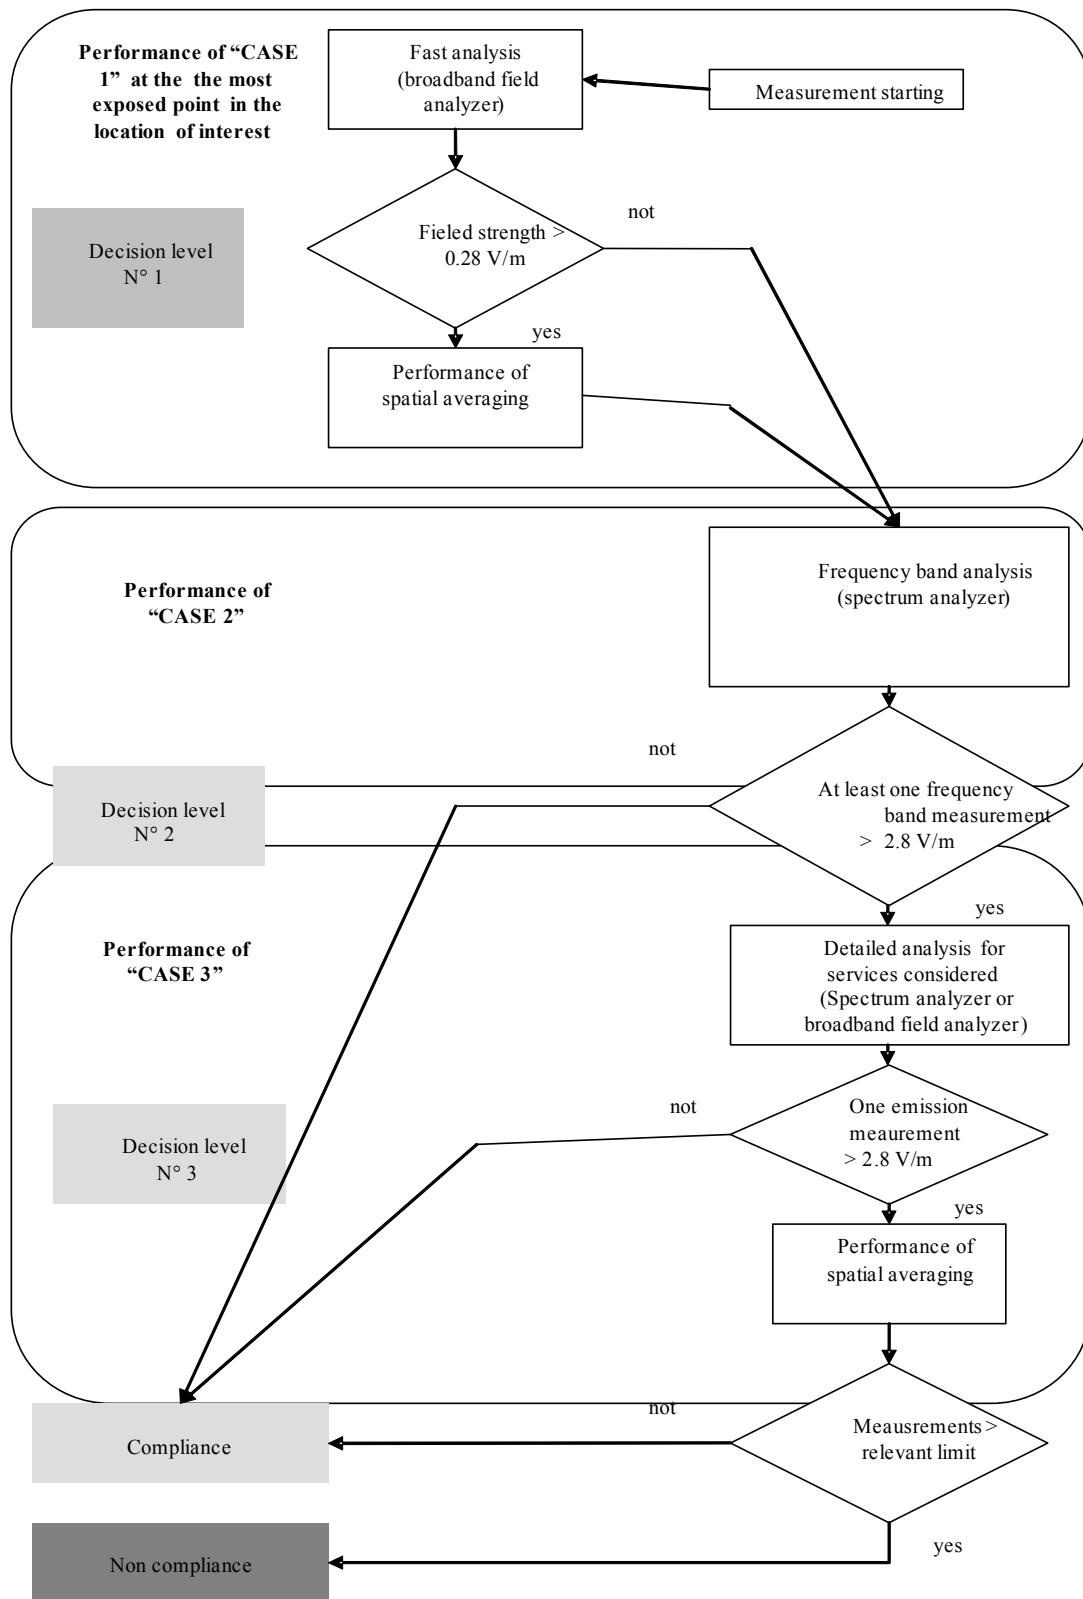 Performance of “CASE
1” at the the most
exposed point in the
location of interest
Fast analysis
(broadband field
analyzer)
Measurement starting
Decision level
N° 1
Fieled strength >
0.28 V/m
not
yes
Performance of
spatial averaging
Performance of
“CASE 2”
Frequency band analysis
(spectrum analyzer)
not
Decision level
N° 2
At least one frequency
band measurement
> 2.8 V/m
yes
Performance of
“CASE 3”
Detailed analysis for
services considered
(Spectrum analyzer or
broadband field analyzer)
not
Decision level
N° 3
One emission
meaurement
> 2.8 V/m
yes
Performance of
spatial averaging
not
Compliance
Meausrements >
relevant limit
yes
Non compliance